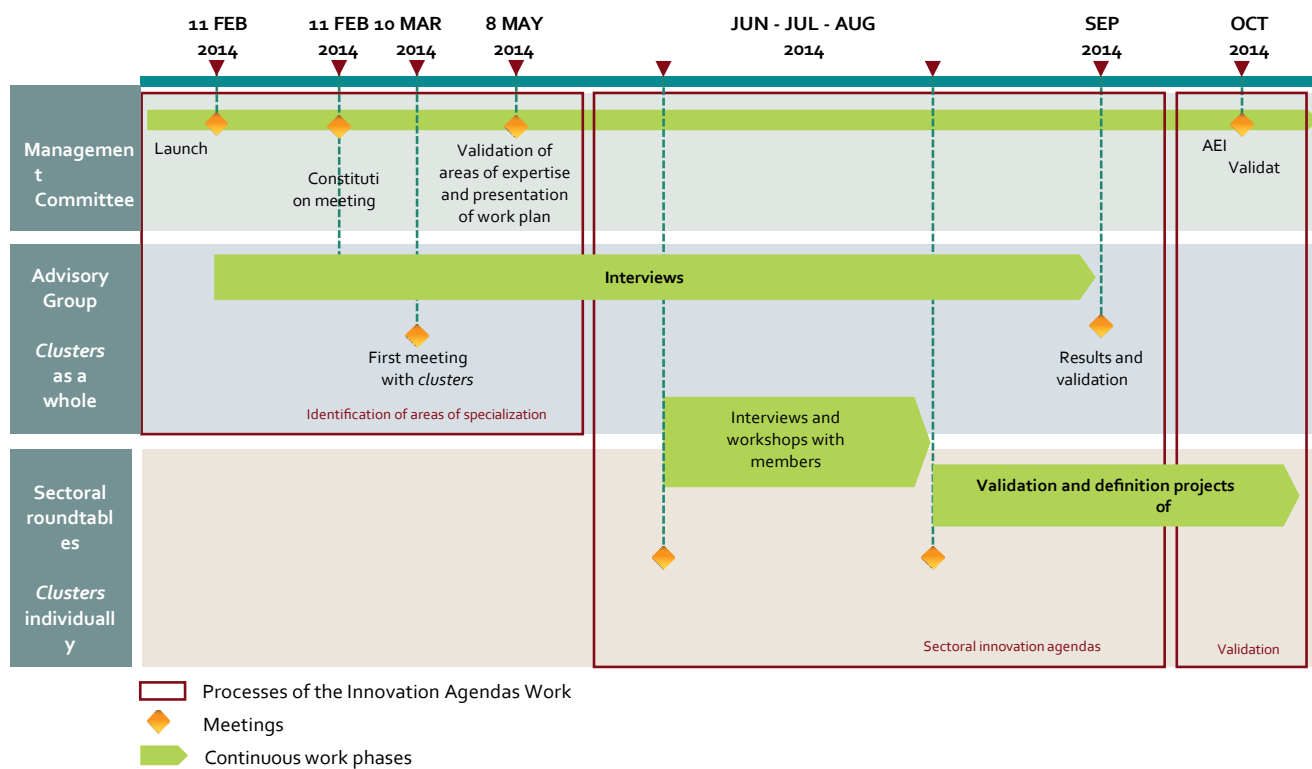 11 FEB
2014
11 FEB
2014
10 MAR
2014
8 MAY
2014
JUN - JUL - AUG
2014
SEP
2014
OCT
2014
Managemen
t
Committee
Launch
Constituti
on meeting
Validation of
areas of expertise
and presentation
of work plan
AEI
Validat
Advisory
Group
Clusters
as a
whole
Interviews
First meeting
with clusters
Results and
validation
Identification of areas of specialization
Interviews and
workshops with
members
Sectoral
roundtabl
es
Clusters
individuall
y
Validation and definition projects
of
Sectoral innovation agendas
Validation
Processes of the Innovation Agendas Work
Meetings
Continuous work phases